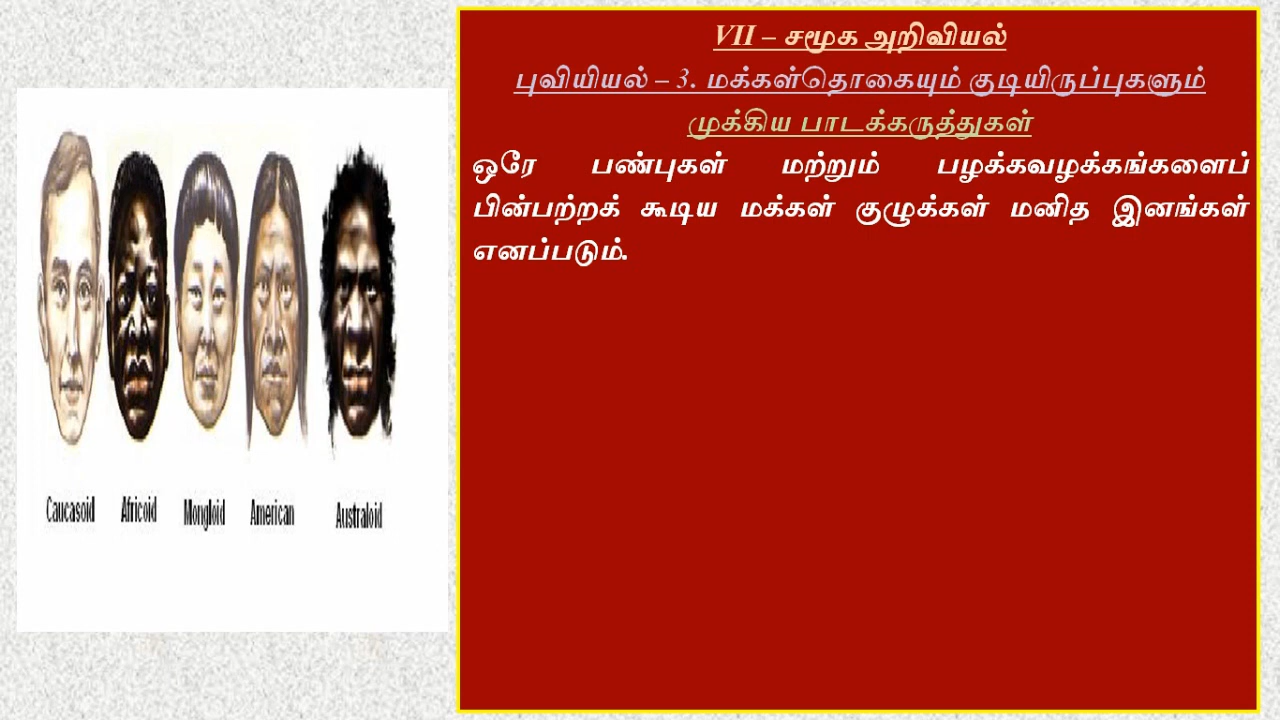 VII – சமூக அறிவியல்
புவியியல் – 3. மக்கள்தொகையும் குடியிருப்புகளும்
முக்கிய பாடக்கருத்துகள்
ஒரே பண்புகள் மற்றும் பழக்கவழக்கங்களைப்
பின்பற்றக் கூடிய மக்கள் குழுக்கள் மனித இனங்கள்
எனப்படும்.
Caucasoid Africoid Mongloid American Australoid